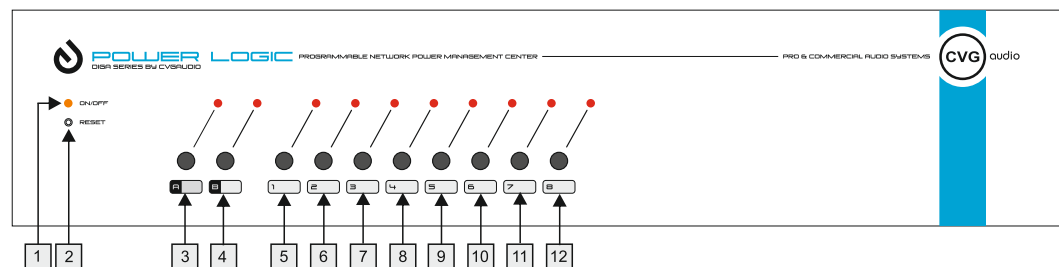 POWER LOGIC PROGRAMMABLE NETWORK POWER MANAGEMENT CENTER PRO & COMMERCIAL AUDIO SYSTEMS CVG audio
DIGA SERIES BY CVGAUDIO
ON/OFF
RESET
A B 1 2 3 4 5 6 7 8
1 2 3 4 5 6 7 8 9 10 11 12